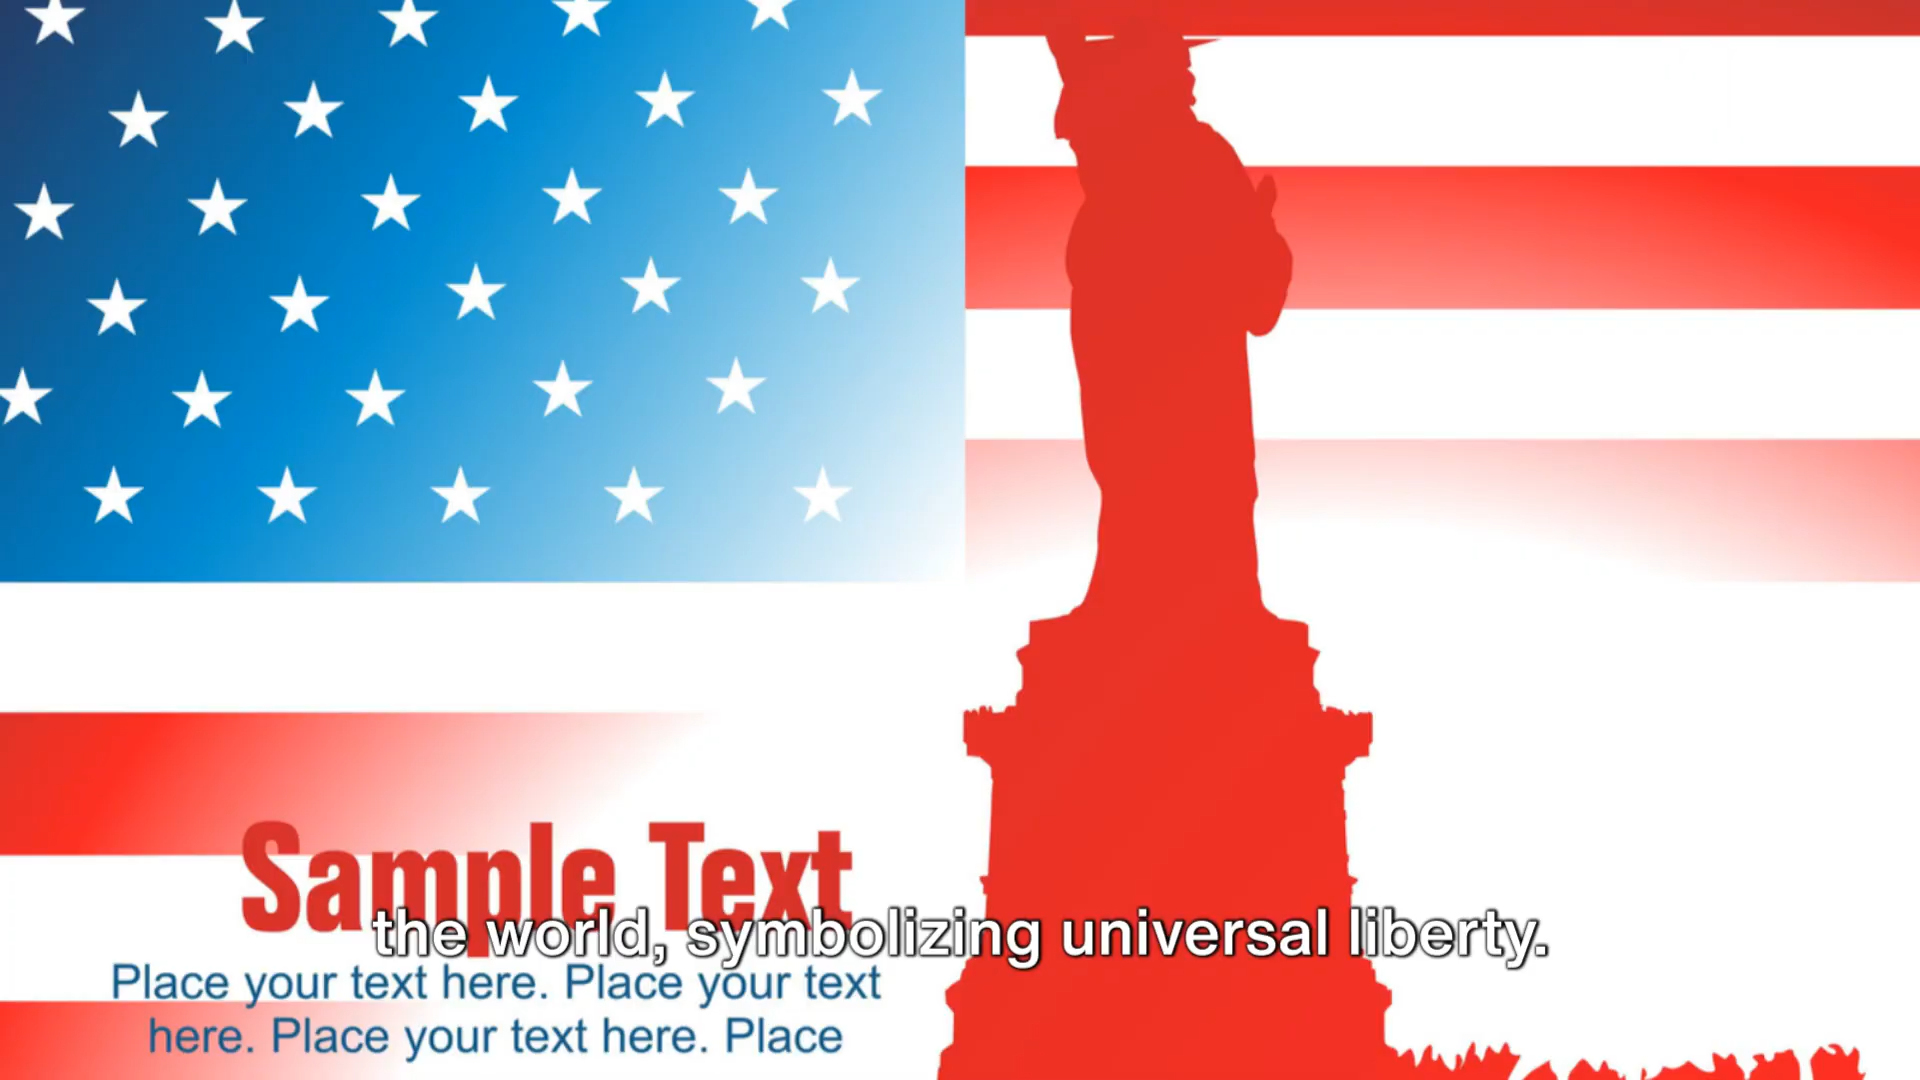 Sample Text
the world, symbolizing universal liberty.
Place your text here. Place your text
here. Place your text here. Place